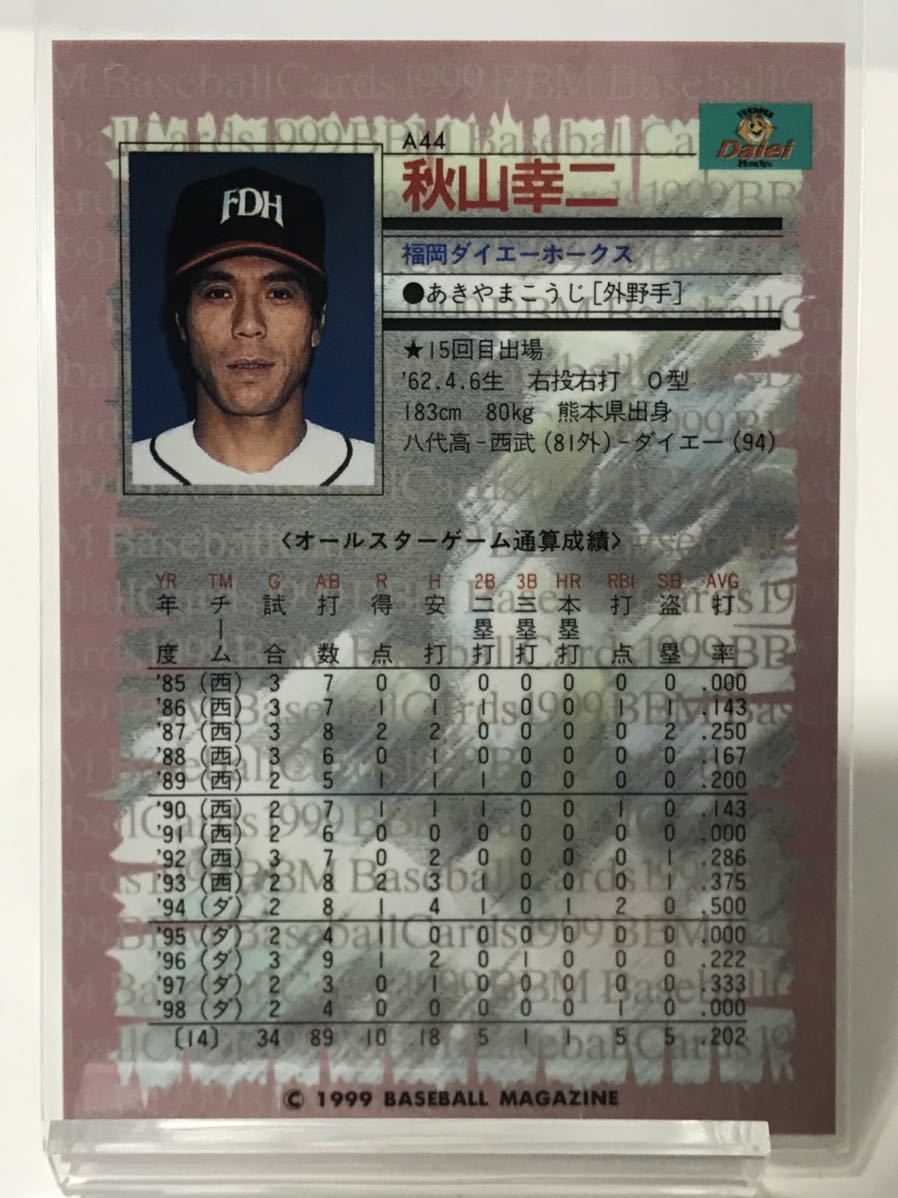 A44
秋山幸二
Daiei
Hawks
福岡ダイエーホークス
●あきやまこうじ[外野手]
FDH
★15回目出場
'62.4.6生 右投右打 O型
183cm 80kg 熊本県出身
八代高-西武(81外)-ダイエー(94)
〈オールスターゲーム通算成績〉
YR TM G AB R H 2B 3B HR RBI SB AVG
年度 チーム 試合 打数 得点 安打 二塁打 三塁打 本塁打 打点 盗塁 打率
'85 (西) 3 7 0 0 0 0 0 0 0 .000
'86 (西) 3 7 1 1 1 0 0 1 1 .143
'87 (西) 3 8 2 2 0 0 0 0 2 .250
'88 (西) 3 6 0 1 0 0 0 0 0 .167
'89 (西) 2 5 1 1 1 0 0 0 0 .200
'90 (西) 2 7 1 1 1 0 0 1 0 .143
'91 (西) 2 6 0 0 0 0 0 0 0 .000
'92 (西) 3 7 0 2 0 0 0 0 1 .286
'93 (西) 2 8 2 3 1 0 0 0 1 .375
'94 (ダ) 2 8 1 4 1 0 1 2 0 .500
'95 (ダ) 2 4 1 0 0 0 0 0 0 .000
'96 (ダ) 3 9 1 2 0 1 0 0 0 .222
'97 (ダ) 2 3 0 1 0 0 0 0 0 .333
'98 (ダ) 2 4 0 0 0 0 0 1 0 .000
〔14〕 34 89 10 18 5 1 1 5 5 .202
© 1999 BASEBALL MAGAZINE